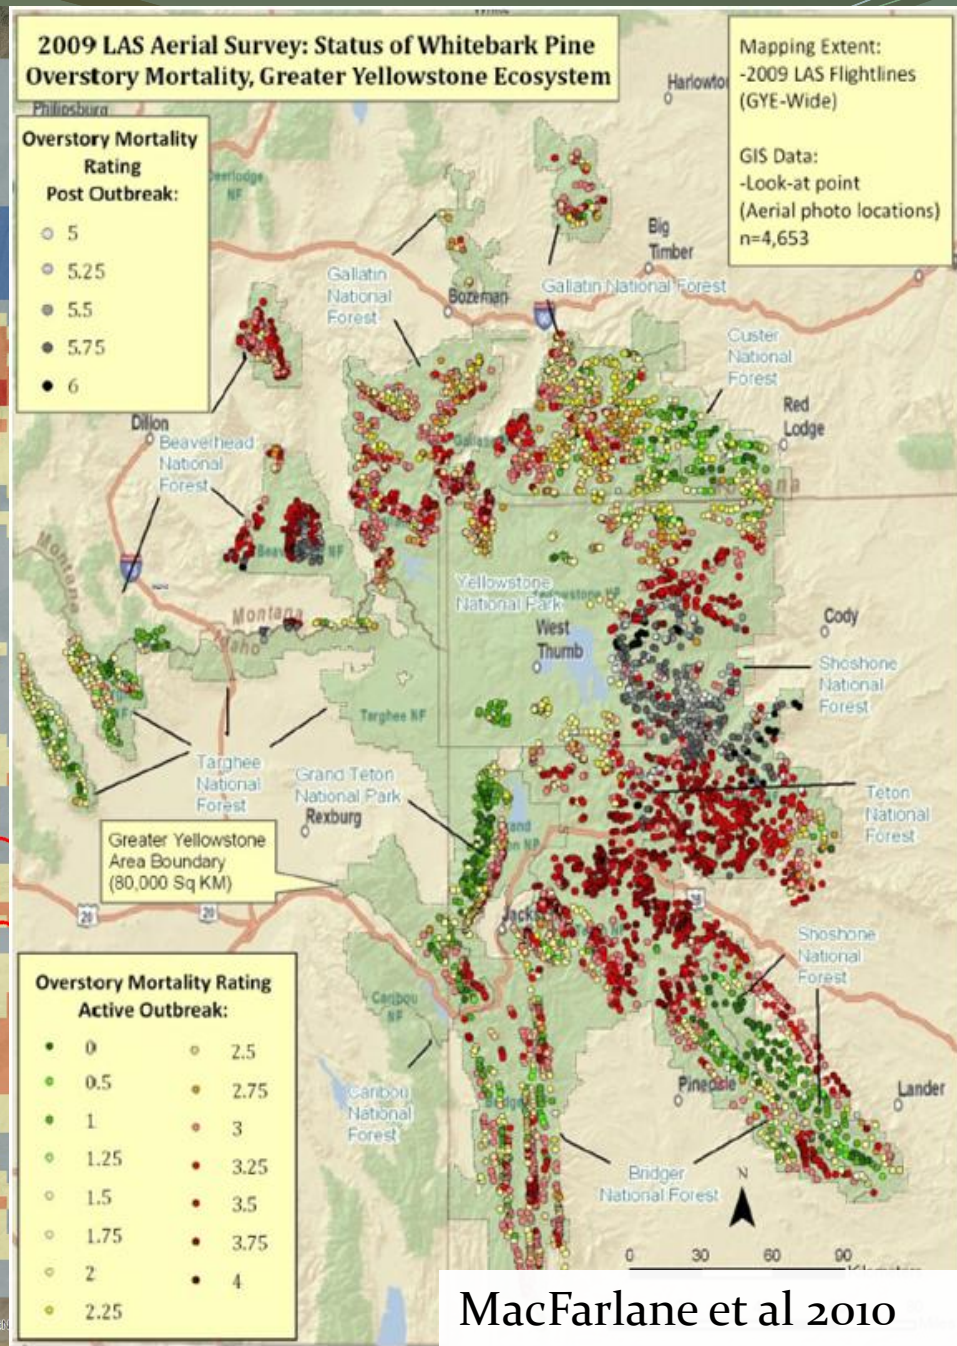 2009 LAS Aerial Survey: Status of Whitebark Pine
Overstory Mortality, Greater Yellowstone Ecosystem
Mapping Extent:
-2009 LAS Flightlines
(GYE-Wide)
GIS Data:
-Look-at point
(Aerial photo locations)
n=4,653
Philipsburg
Overstory Mortality
Rating
Post Outbreak:
5
5.25
5.5
5.75
6
NF
Big
Timber
Gallatin
National
Forest
Bozeman
Gallatin National Forest
Custer
National
Forest
Red
Lodge
Dillon
Beaverhead
National
Forest
Montana
Montana
Yellowstone
National Park
West
Thumb
Cody
Shoshone
National
Forest
Targhee NF
Targhee
National
Forest
Grand Teton
National Park
Rexburg
Teton
National
Forest
Greater Yellowstone
Area Boundary
(80,000 Sq KM)
20
20
Shoshone
National
Forest
Caribou
NF
Caribou
National
Forest
Lander
Bridger
National Forest
N
0 30 60 90
Overstory Mortality Rating
Active Outbreak:
0
0.5
1
1.25
1.5
1.75
2
2.25
2.5
2.75
3
3.25
3.5
3.75
4
MacFarlane et al 2010